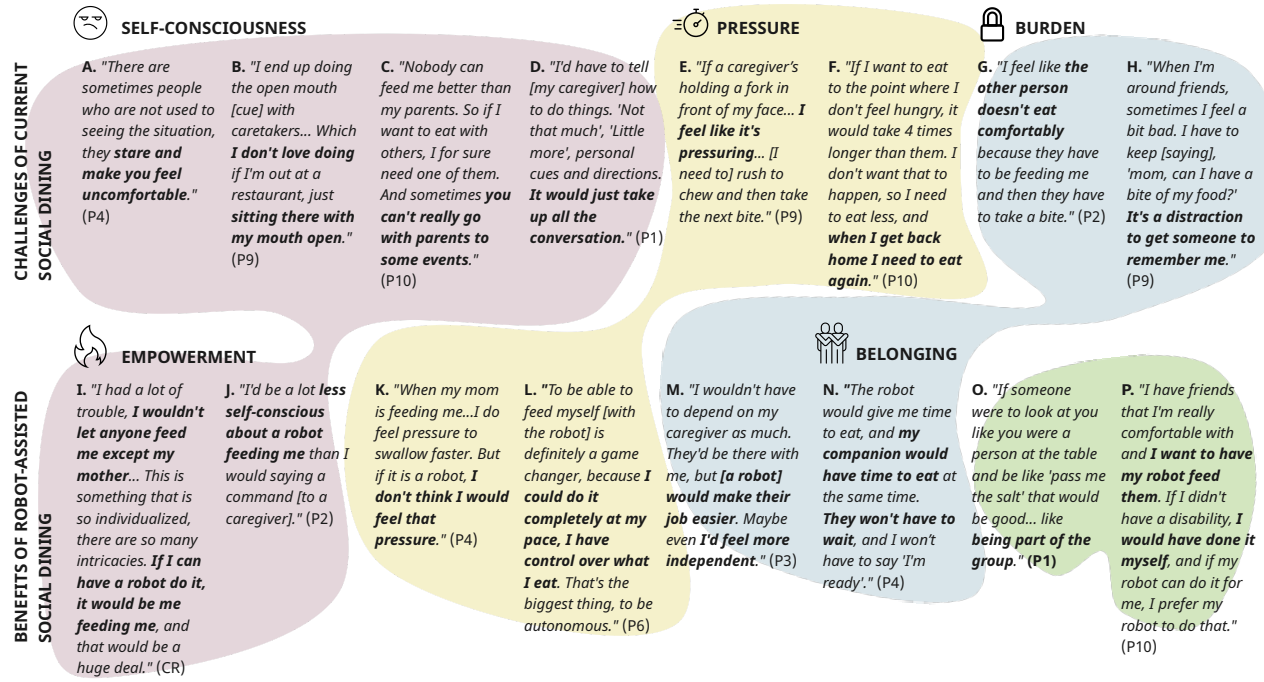 SELF-CONSCIOUSNESS
PRESSURE
BURDEN
CHALLENGES OF CURRENT
SOCIAL DINING
A. "There are
sometimes people
who are not used to
seeing the situation,
they stare and
make you feel
uncomfortable."
(P4)
B. "I end up doing
the open mouth
[cue] with
caretakers... Which
I don't love doing
if I'm out at a
restaurant, just
sitting there with
my mouth open."
(P9)
C. "Nobody can
feed me better than
my parents. So if I
want to eat with
others, I for sure
need one of them.
And sometimes you
can't really go
with parents to
some events."
(P10)
D. "I'd have to tell
[my caregiver] how
to do things. 'Not
that much', 'Little
more', personal
cues and directions.
It would just take
up all the
conversation." (P1)
E. "If a caregiver's
holding a fork in
front of my face... I
feel like it's
pressuring... [I
need to] rush to
chew and then take
the next bite." (P9)
F. "If I want to eat
to the point where I
don't feel hungry, it
would take 4 times
longer than them. I
don't want that to
happen, so I need
to eat less, and
when I get back
home I need to eat
again." (P10)
G. "I feel like the
other person
doesn't eat
comfortably
because they have
to be feeding me
and then they have
to take a bite." (P2)
H. "When I'm
around friends,
sometimes I feel a
bit bad. I have to
keep [saying],
'mom, can I have a
bite of my food?'
It's a distraction
to get someone to
remember me."
(P9)
EMPOWERMENT
BELONGING
BENEFITS OF ROBOT-ASSISTED
SOCIAL DINING
I. "I had a lot of
trouble, I wouldn't
let anyone feed
me except my
mother... This is
something that is
so individualized,
there are so many
intricacies. If I can
have a robot do it,
it would be me
feeding me, and
that would be a
huge deal." (CR)
J. "I'd be a lot less
self-conscious
about a robot
feeding me than I
would saying a
command [to a
caregiver]." (P2)
K. "When my mom
is feeding me...I do
feel pressure to
swallow faster. But
if it is a robot, I
don't think I would
feel that
pressure." (P4)
L. "To be able to
feed myself [with
the robot] is
definitely a game
changer, because I
could do it
completely at my
pace, I have
control over what
I eat. That's the
biggest thing, to be
autonomous." (P6)
M. "I wouldn't have
to depend on my
caregiver as much.
They'd be there with
me, but [a robot]
would make their
job easier. Maybe
even I'd feel more
independent." (P3)
N. "The robot
would give me time
to eat, and my
companion would
have time to eat at
the same time.
They won't have to
wait, and I won't
have to say 'I'm
ready'." (P4)
O. "If someone
were to look at you
like you were a
person at the table
and be like 'pass me
the salt' that would
be good... like
being part of the
group." (P1)
P. "I have friends
that I'm really
comfortable with
and I want to have
my robot feed
them. If I didn't
have a disability, I
would have done it
myself, and if my
robot can do it for
me, I prefer my
robot to do that."
(P10)